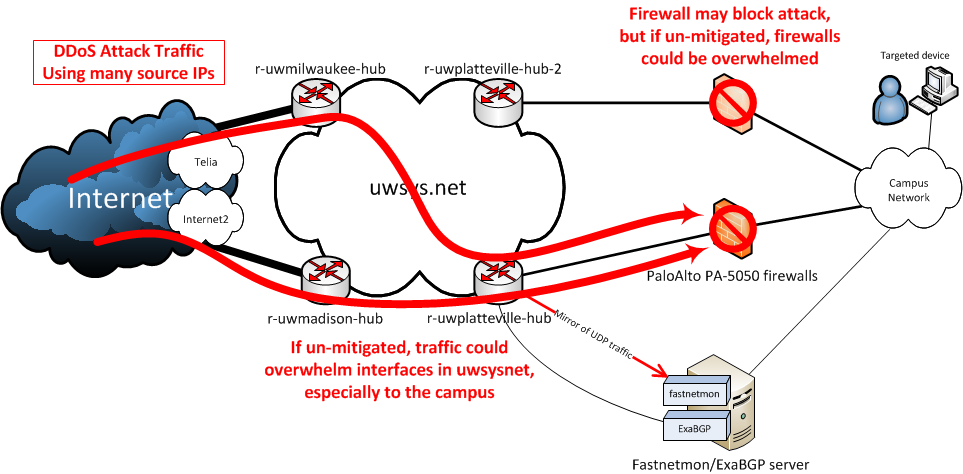 DDoS Attack Traffic
Using many source IPs
r-uwmilwaukee-hub
r-uwplatteville-hub-2
Firewall may block attack,
but if un-mitigated, firewalls
could be overwhelmed
Targeted device
Telia
Internet
Internet2
uwsys.net
Campus
Network
PaloAlto PA-5050 firewalls
r-uwmadison-hub
r-uwplatteville-hub
Mirror of UDP traffic
If un-mitigated, traffic could
overwhelm interfaces in uwsysnet,
especially to the campus
fastnetmon
ExaBGP
Fastnetmon/ExaBGP server